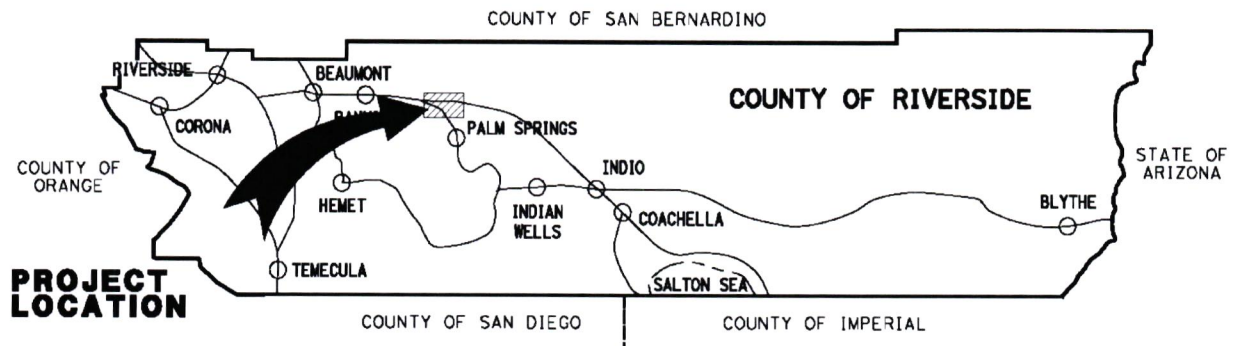 COUNTY OF SAN BERNARDINO
RIVERSIDE
BEAUMONT
COUNTY OF RIVERSIDE
CORONA
PALM SPRINGS
COUNTY OF
ORANGE
STATE OF
ARIZONA
INDIO
HEMET
INDIAN
WELLS
COACHELLA
BLYTHE
TEMECULA
PROJECT
LOCATION
SALTON SEA
COUNTY OF SAN DIEGO
COUNTY OF IMPERIAL